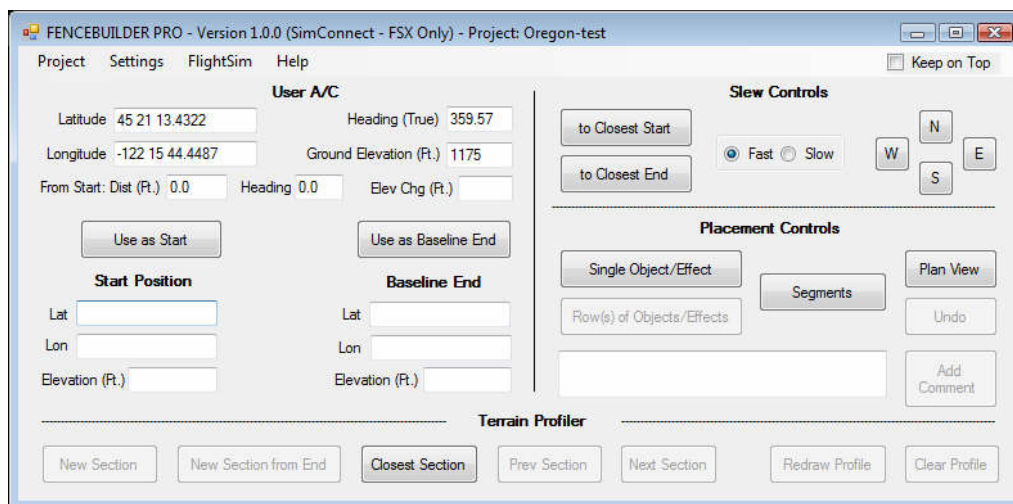 FENCEBUILDER PRO - Version 1.0.0 (SimConnect - FSX Only) - Project: Oregon-test
Project Settings FlightSim Help Keep on Top
User A/C
Latitude 45 21 13.4322 Heading (True) 359.57
Longitude -122 15 44.4487 Ground Elevation (Ft.) 1175
From Start: Dist (Ft.) 0.0 Heading 0.0 Elev Chg (Ft.)
Use as Start Use as Baseline End
Start Position Baseline End
Lat Lat
Lon Lon
Elevation (Ft.) Elevation (Ft.)
Slew Controls
to Closest Start
to Closest End
Fast Slow
N
W E
S
Placement Controls
Single Object/Effect Segments Plan View
Row(s) of Objects/Effects Undo
Add
Comment
Terrain Profiler
New Section New Section from End Closest Section Prev Section Next Section Redraw Profile Clear Profile